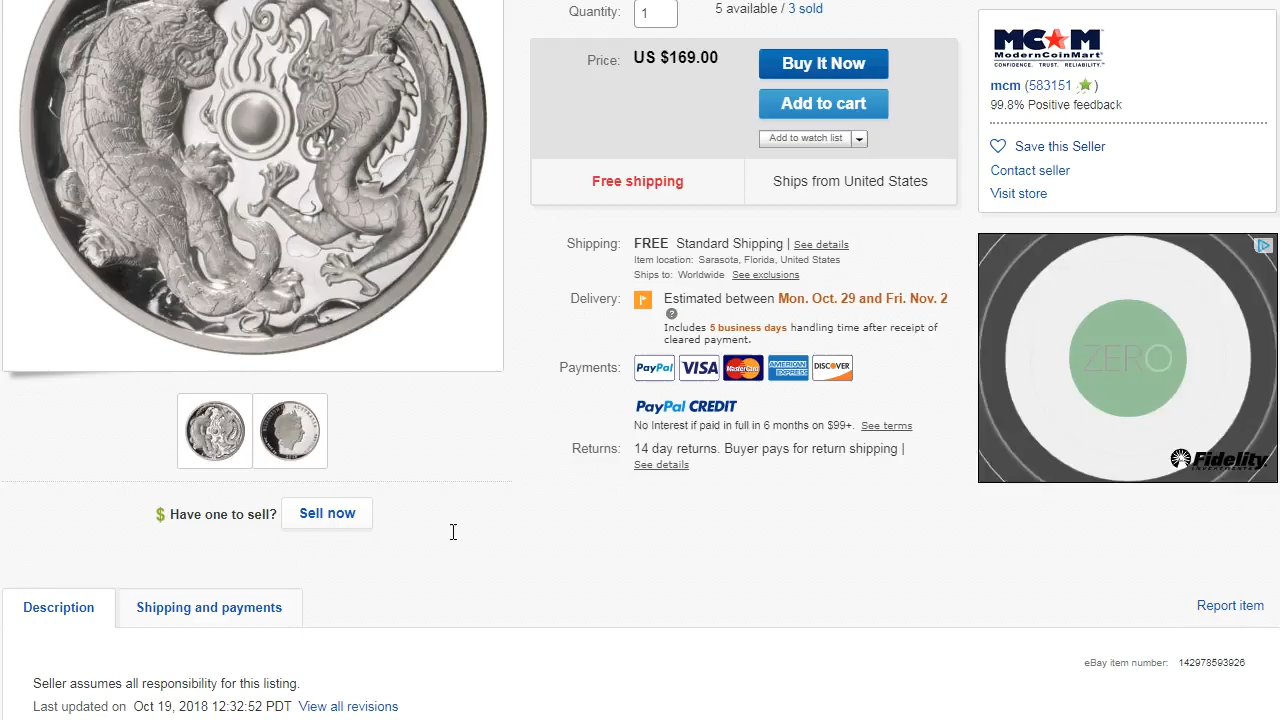 Quantity: 1 5 available / 3 sold
Price: US $169.00
Buy It Now
Add to cart
Add to watch list
Free shipping Ships from United States
Shipping: FREE Standard Shipping | See details
Item location: Sarasota, Florida, United States
Ships to: Worldwide See exclusions
Delivery: Estimated between Mon. Oct. 29 and Fri. Nov. 2
Includes 5 business days handling time after receipt of
cleared payment.
Payments: PayPal VISA MasterCard AMERICAN EXPRESS DISCOVER
PayPal CREDIT
No Interest if paid in full in 6 months on $99+. See terms
Returns: 14 day returns. Buyer pays for return shipping |
See details
MCM
ModernCoinMart
CONFIDENCE. TRUST. RELIABILITY.
mcm (583151)
99.8% Positive feedback
Save this Seller
Contact seller
Visit store
ZERO
Fidelity
INVESTMENTS
$ Have one to sell? Sell now
Description Shipping and payments
Report item
eBay item number: 142978593926
Seller assumes all responsibility for this listing.
Last updated on Oct 19, 2018 12:32:52 PDT View all revisions